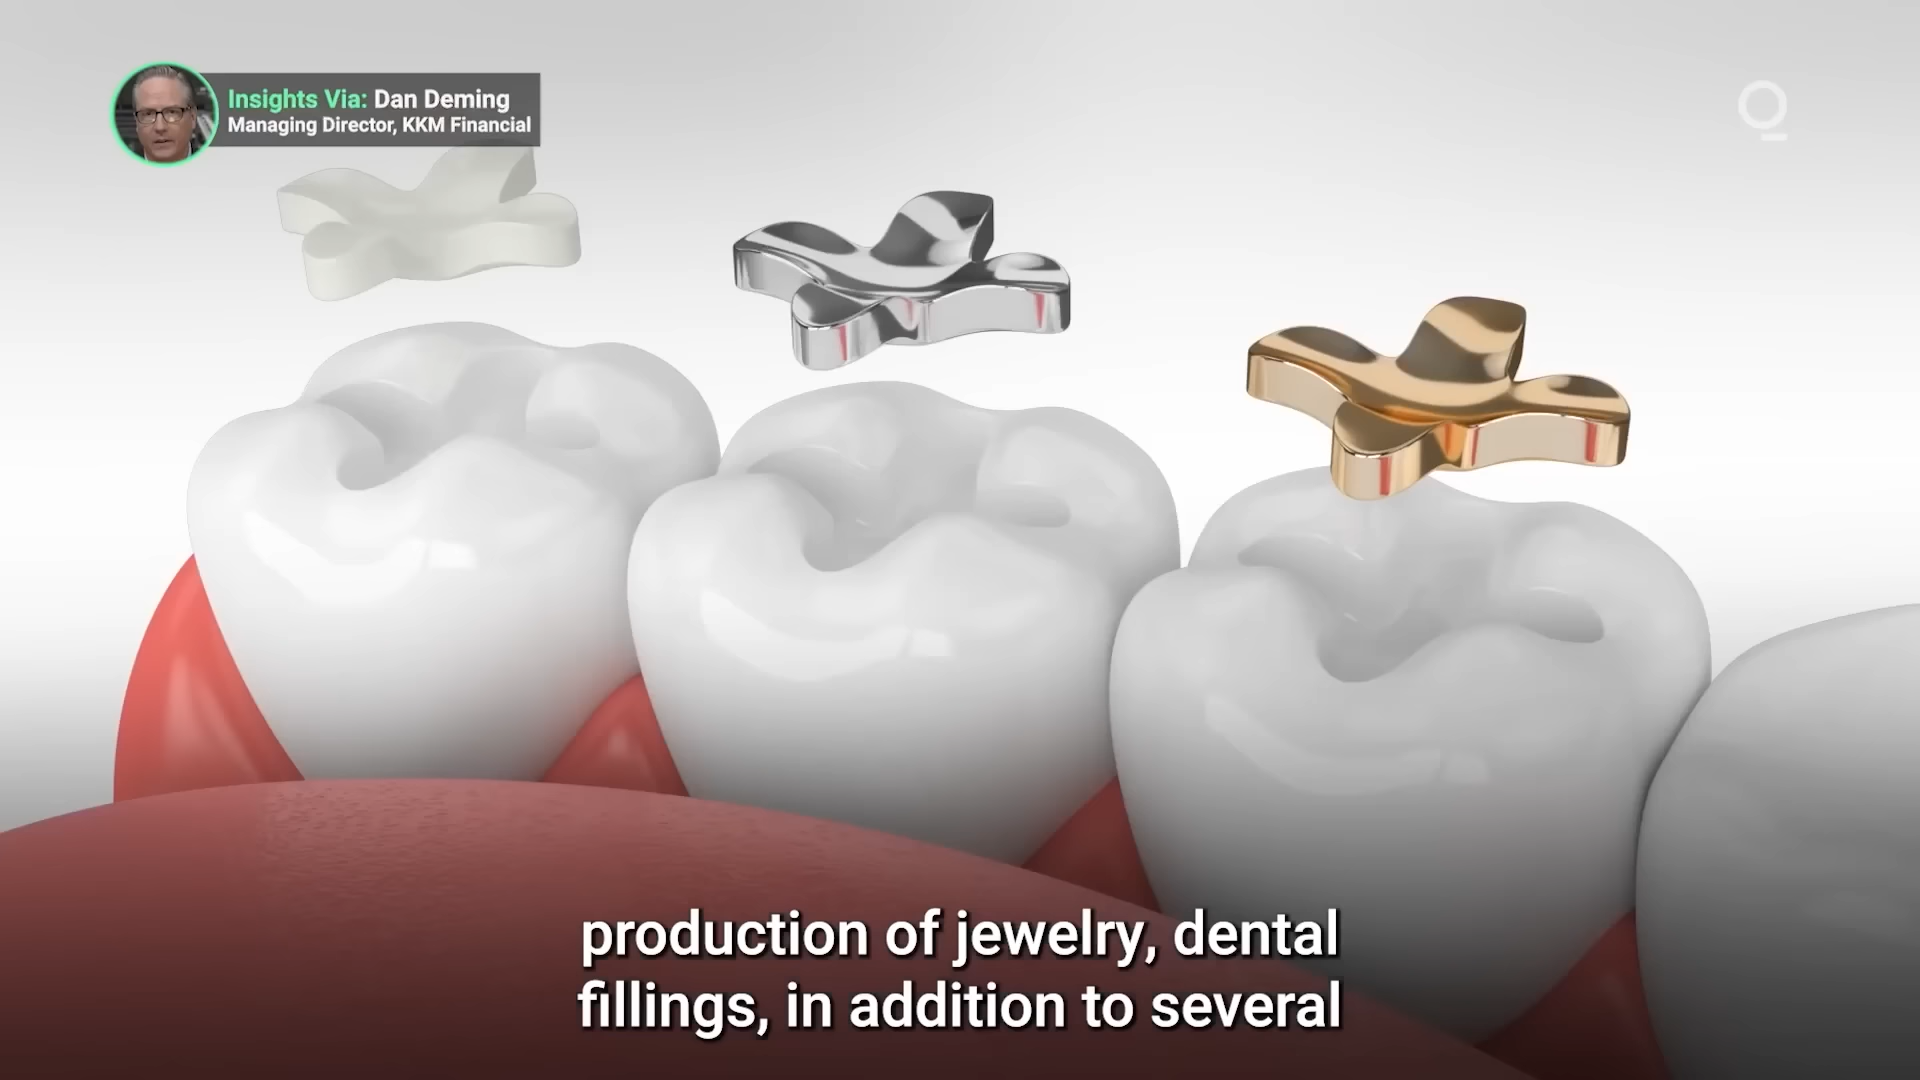 Insights Via: Dan Deming
Managing Director, KKM Financial
production of jewelry, dental
fillings, in addition to several